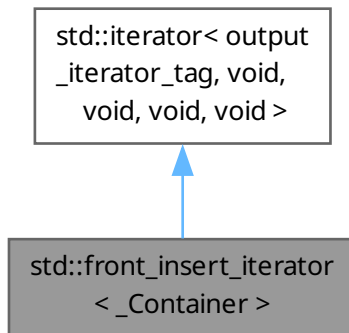 std::iterator< output
_iterator_tag, void,
void, void, void >
std::front_insert_iterator
< _Container >